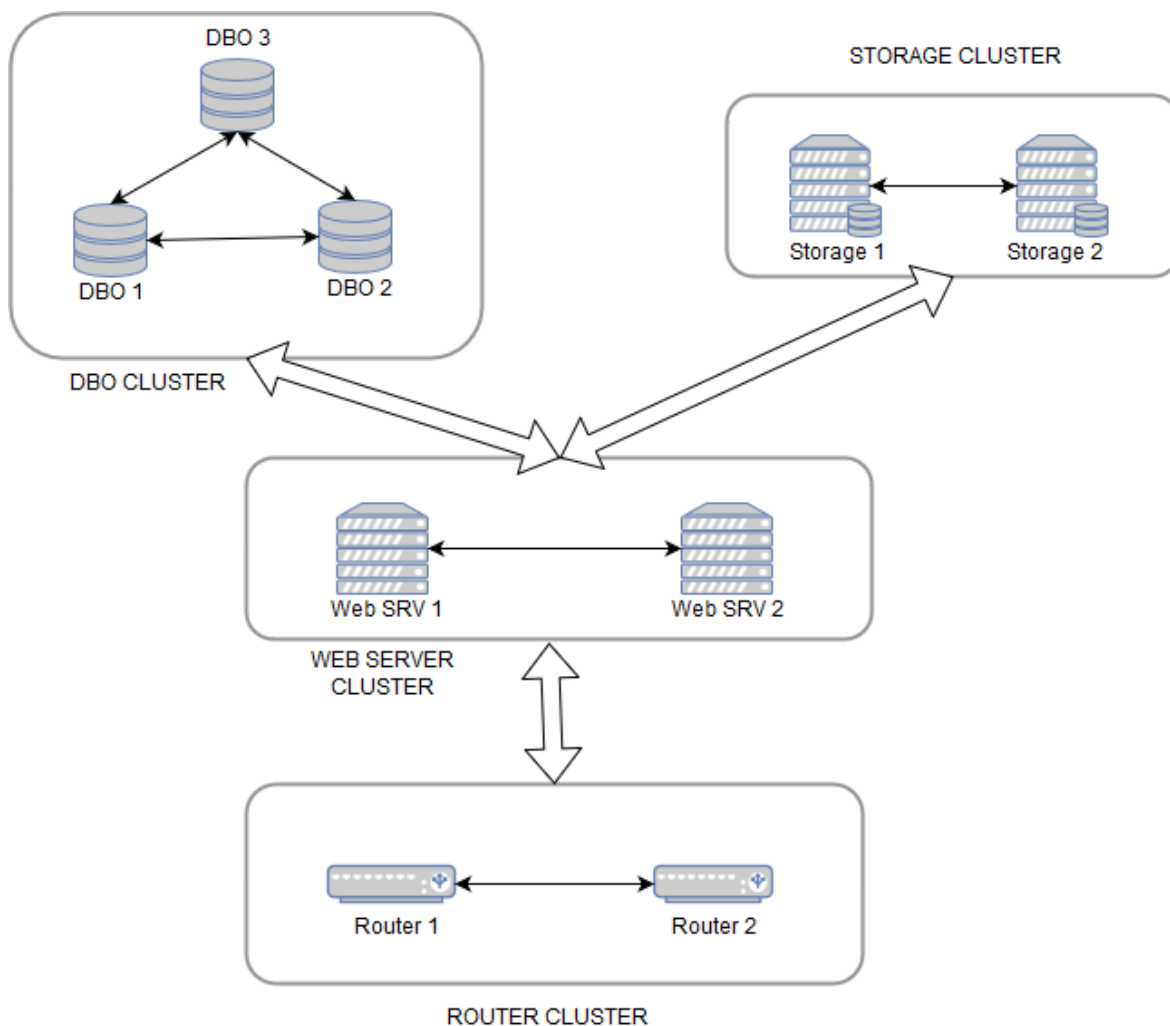 DBO 3
DBO 1
DBO 2
DBO CLUSTER
STORAGE CLUSTER
Storage 1
Storage 2
Web SRV 1
Web SRV 2
WEB SERVER
CLUSTER
Router 1
Router 2
ROUTER CLUSTER